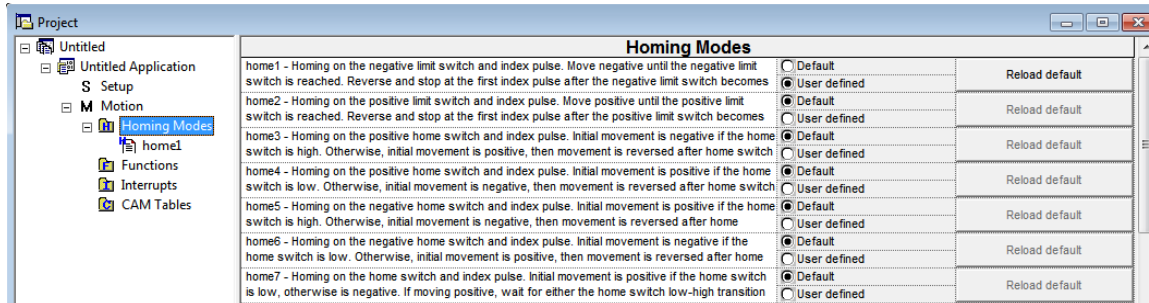 Project
Untitled
Untitled Application
S Setup
M Motion
Homing Modes
home1
Functions
Interrupts
CAM Tables
Homing Modes
home1 - Homing on the negative limit switch and index pulse. Move negative until the negative limit
switch is reached. Reverse and stop at the first index pulse after the negative limit switch becomes
Default
User defined
Reload default
home2 - Homing on the positive limit switch and index pulse. Move positive until the positive limit
switch is reached. Reverse and stop at the first index pulse after the positive limit switch becomes
Default
User defined
Reload default
home3 - Homing on the positive home switch and index pulse. Initial movement is negative if the home
switch is high. Otherwise, initial movement is positive, then movement is reversed after home switch
Default
User defined
Reload default
home4 - Homing on the positive home switch and index pulse. Initial movement is positive if the home
switch is low. Otherwise, initial movement is negative, then movement is reversed after home switch
Default
User defined
Reload default
home5 - Homing on the negative home switch and index pulse. Initial movement is positive if the home
switch is high. Otherwise, initial movement is negative, then movement is reversed after home
Default
User defined
Reload default
home6 - Homing on the negative home switch and index pulse. Initial movement is negative if the
home switch is low. Otherwise, initial movement is positive, then movement is reversed after home
Default
User defined
Reload default
home7 - Homing on the home switch and index pulse. Initial movement is positive if the home switch
is low, otherwise is negative. If moving positive, wait for either the home switch low-high transition
Default
User defined
Reload default